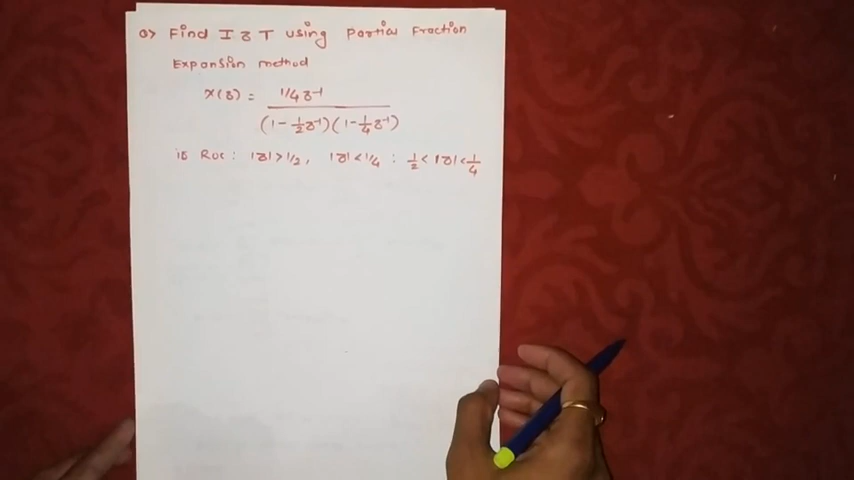 Q> Find I Z T using Partial Fraction
Expansion method
X(z) = 1/4 z⁻¹ / (1 - 1/2 z⁻¹)(1 - 1/4 z⁻¹)
is ROC : |z| > 1/2, |z| < 1/4 : 1/2 < |z| < 1/4